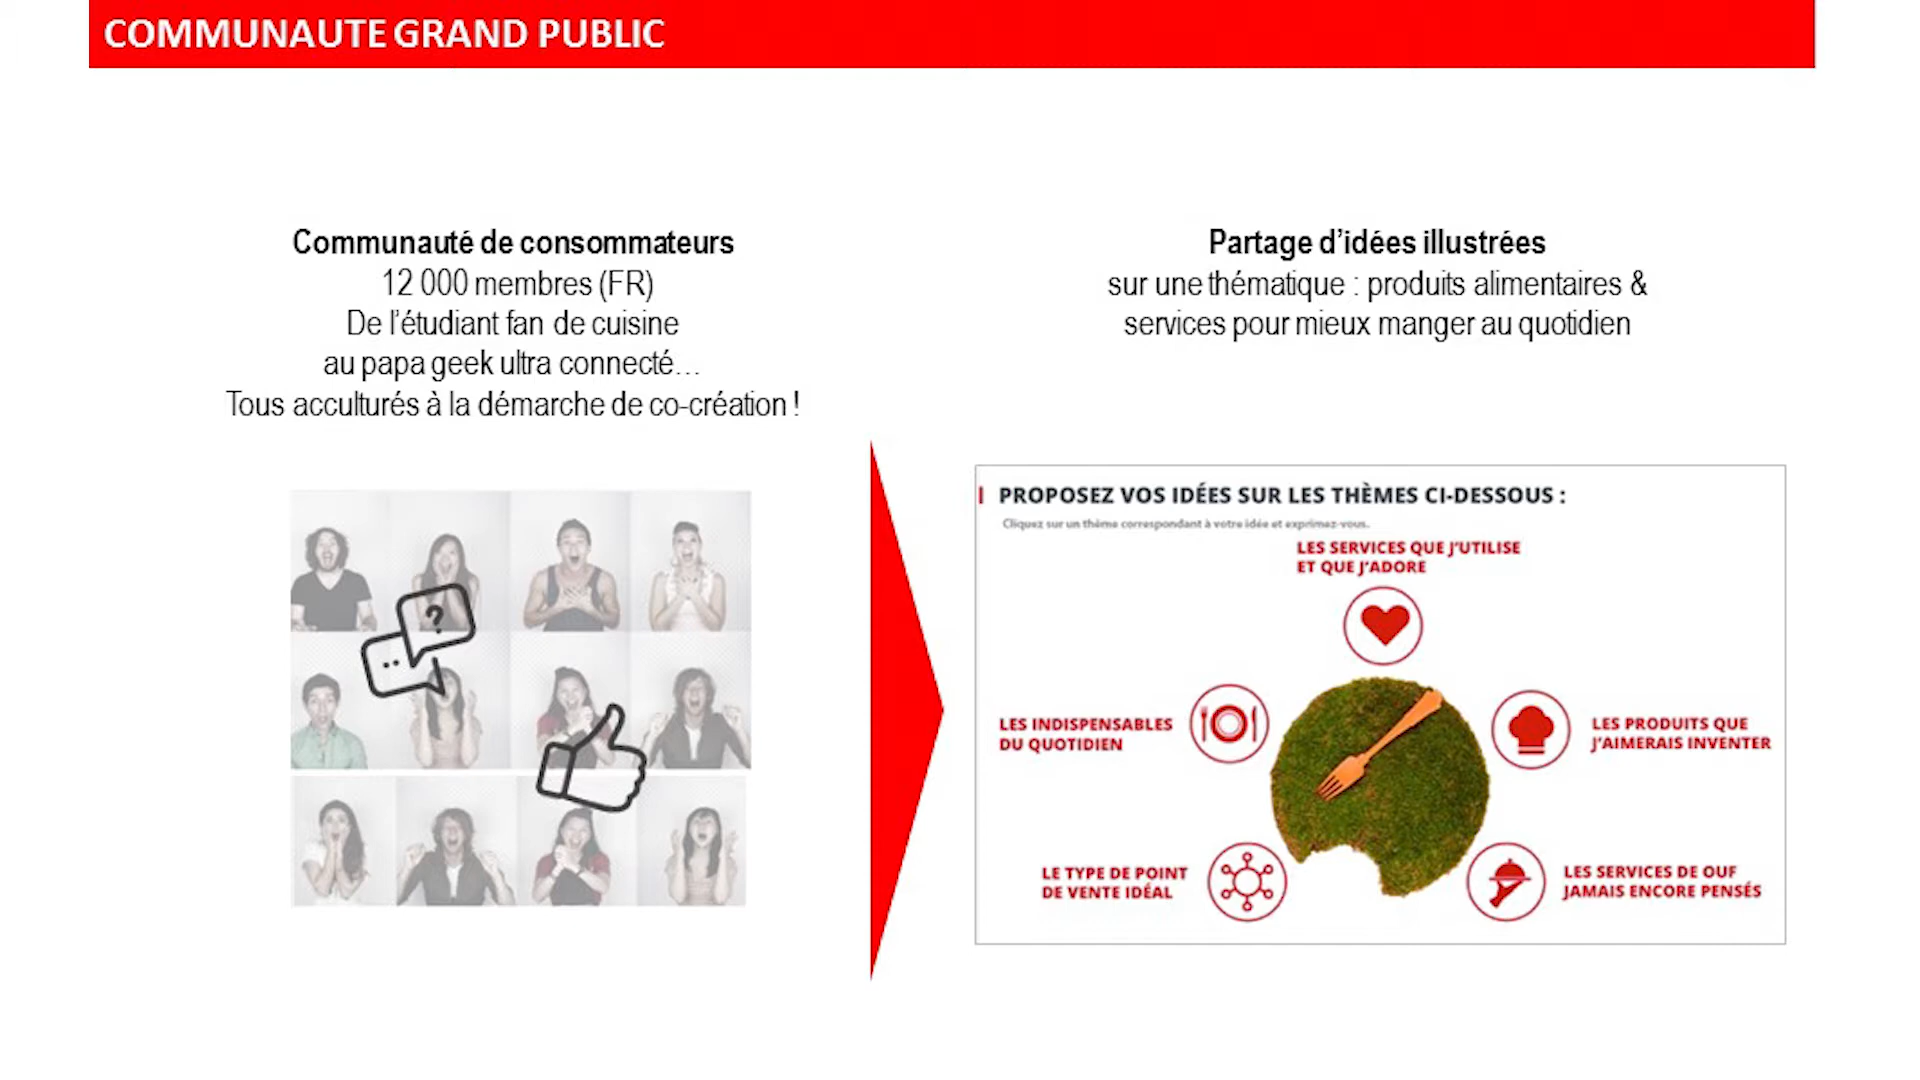 COMMUNAUTE GRAND PUBLIC
Communauté de consommateurs
12 000 membres (FR)
De l’étudiant fan de cuisine
au papa geek ultra connecté…
Tous acculturés à la démarche de co-création !
Partage d’idées illustrées
sur une thématique : produits alimentaires &
services pour mieux manger au quotidien
PROPOSEZ VOS IDÉES SUR LES THÈMES CI-DESSOUS :
Cliquez sur un thème correspondant à votre idée et exprimez-vous.
LES SERVICES QUE J’UTILISE
ET QUE J’ADORE
LES INDISPENSABLES
DU QUOTIDIEN
LES PRODUITS QUE
J’AIMERAIS INVENTER
LE TYPE DE POINT
DE VENTE IDÉAL
LES SERVICES DE OUF
JAMAIS ENCORE PENSÉS